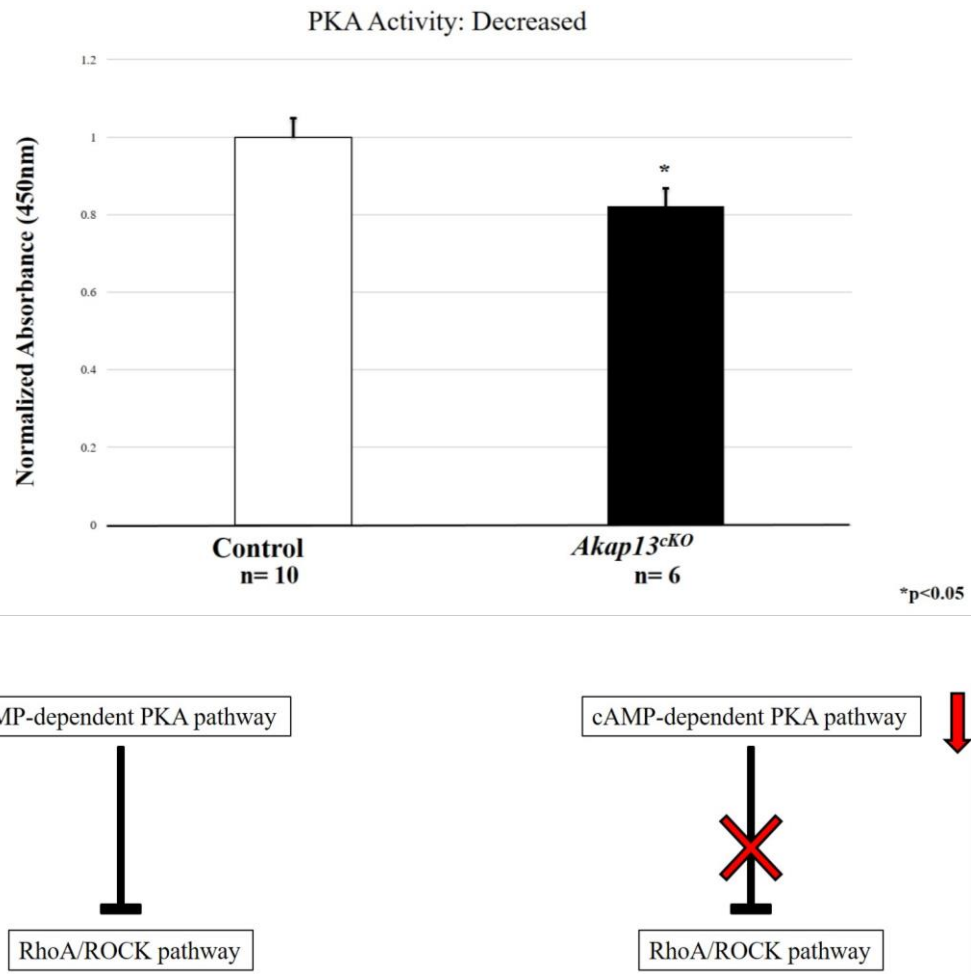 PKA Activity: Decreased
Normalized Absorbance (450nm)
1.2
1
0.8
0.6
0.4
0.2
0
*
Control
n= 10
Akap13cKO
n= 6
*p<0.05
MP-dependent PKA pathway
RhoA/ROCK pathway
cAMP-dependent PKA pathway
RhoA/ROCK pathway